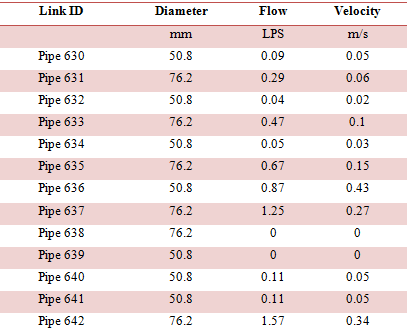 Link ID Diameter Flow Velocity
mm LPS m/s
Pipe 630 50.8 0.09 0.05
Pipe 631 76.2 0.29 0.06
Pipe 632 50.8 0.04 0.02
Pipe 633 76.2 0.47 0.1
Pipe 634 50.8 0.05 0.03
Pipe 635 76.2 0.67 0.15
Pipe 636 50.8 0.87 0.43
Pipe 637 76.2 1.25 0.27
Pipe 638 76.2 0 0
Pipe 639 50.8 0 0
Pipe 640 50.8 0.11 0.05
Pipe 641 50.8 0.11 0.05
Pipe 642 76.2 1.57 0.34